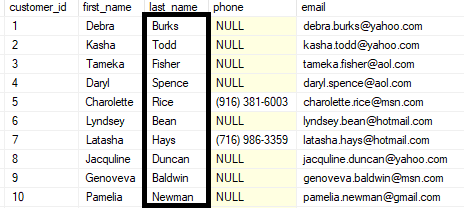 customer_id first_name last_name phone email
1 Debra Burks NULL debra.burks@yahoo.com
2 Kasha Todd NULL kasha.todd@yahoo.com
3 Tameka Fisher NULL tameka.fisher@aol.com
4 Daryl Spence NULL daryl.spence@aol.com
5 Charolette Rice (916) 381-6003 charolette.rice@msn.com
6 Lyndsey Bean NULL lyndsey.bean@hotmail.com
7 Latasha Hays (716) 986-3359 latasha.hays@hotmail.com
8 Jacquline Duncan NULL jacquline.duncan@yahoo.com
9 Genoveva Baldwin NULL genoveva.baldwin@msn.com
10 Pamelia Newman NULL pamelia.newman@gmail.com